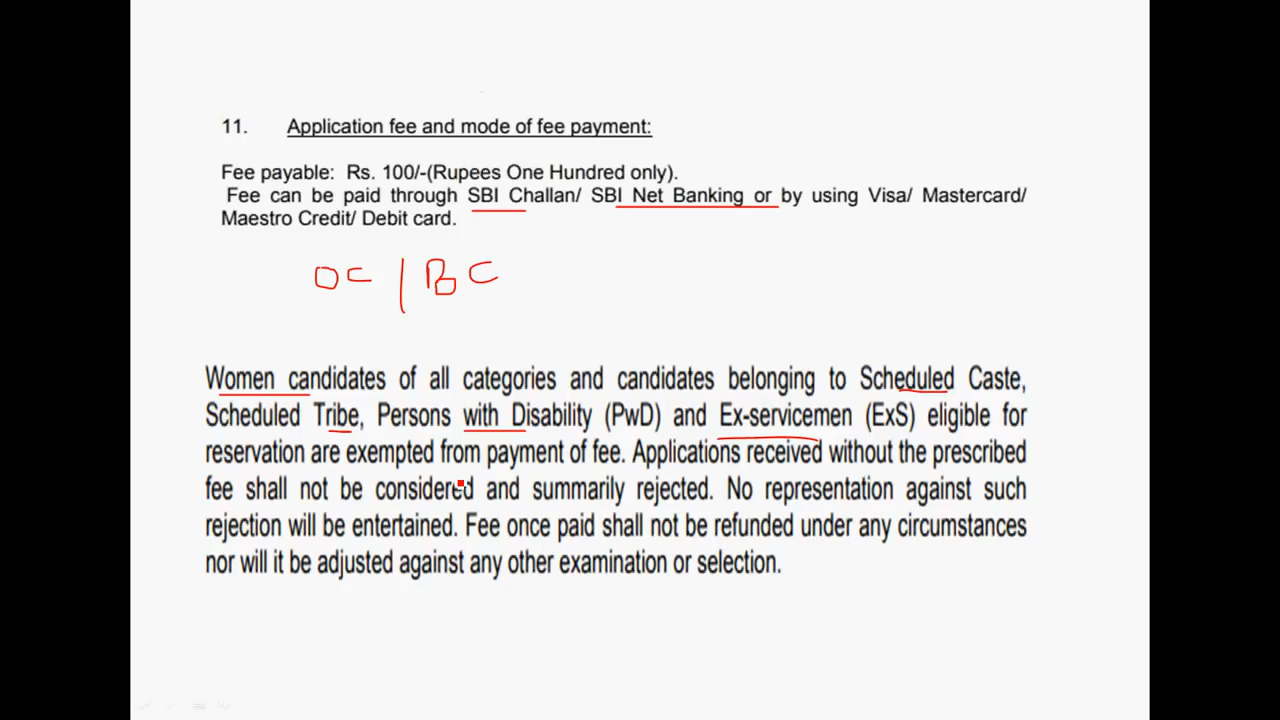 11. Application fee and mode of fee payment:
Fee payable: Rs. 100/-(Rupees One Hundred only).
Fee can be paid through SBI Challan/ SBI Net Banking or by using Visa/ Mastercard/
Maestro Credit/ Debit card.
OC | BC
Women candidates of all categories and candidates belonging to Scheduled Caste,
Scheduled Tribe, Persons with Disability (PwD) and Ex-servicemen (ExS) eligible for
reservation are exempted from payment of fee. Applications received without the prescribed
fee shall not be considered and summarily rejected. No representation against such
rejection will be entertained. Fee once paid shall not be refunded under any circumstances
nor will it be adjusted against any other examination or selection.